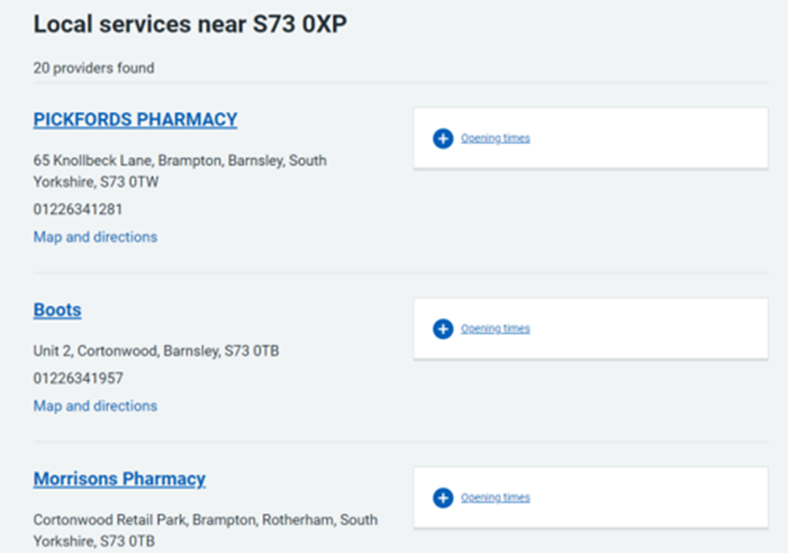 Local services near S73 0XP
20 providers found
PICKFORDS PHARMACY
Opening times
65 Knollbeck Lane, Brampton, Barnsley, South
Yorkshire, S73 0TW
01226341281
Map and directions
Boots
Opening times
Unit 2, Cortonwood, Barnsley, S73 0TB
01226341957
Map and directions
Morrisons Pharmacy
Opening times
Cortonwood Retail Park, Brampton, Rotherham, South
Yorkshire, S73 0TB